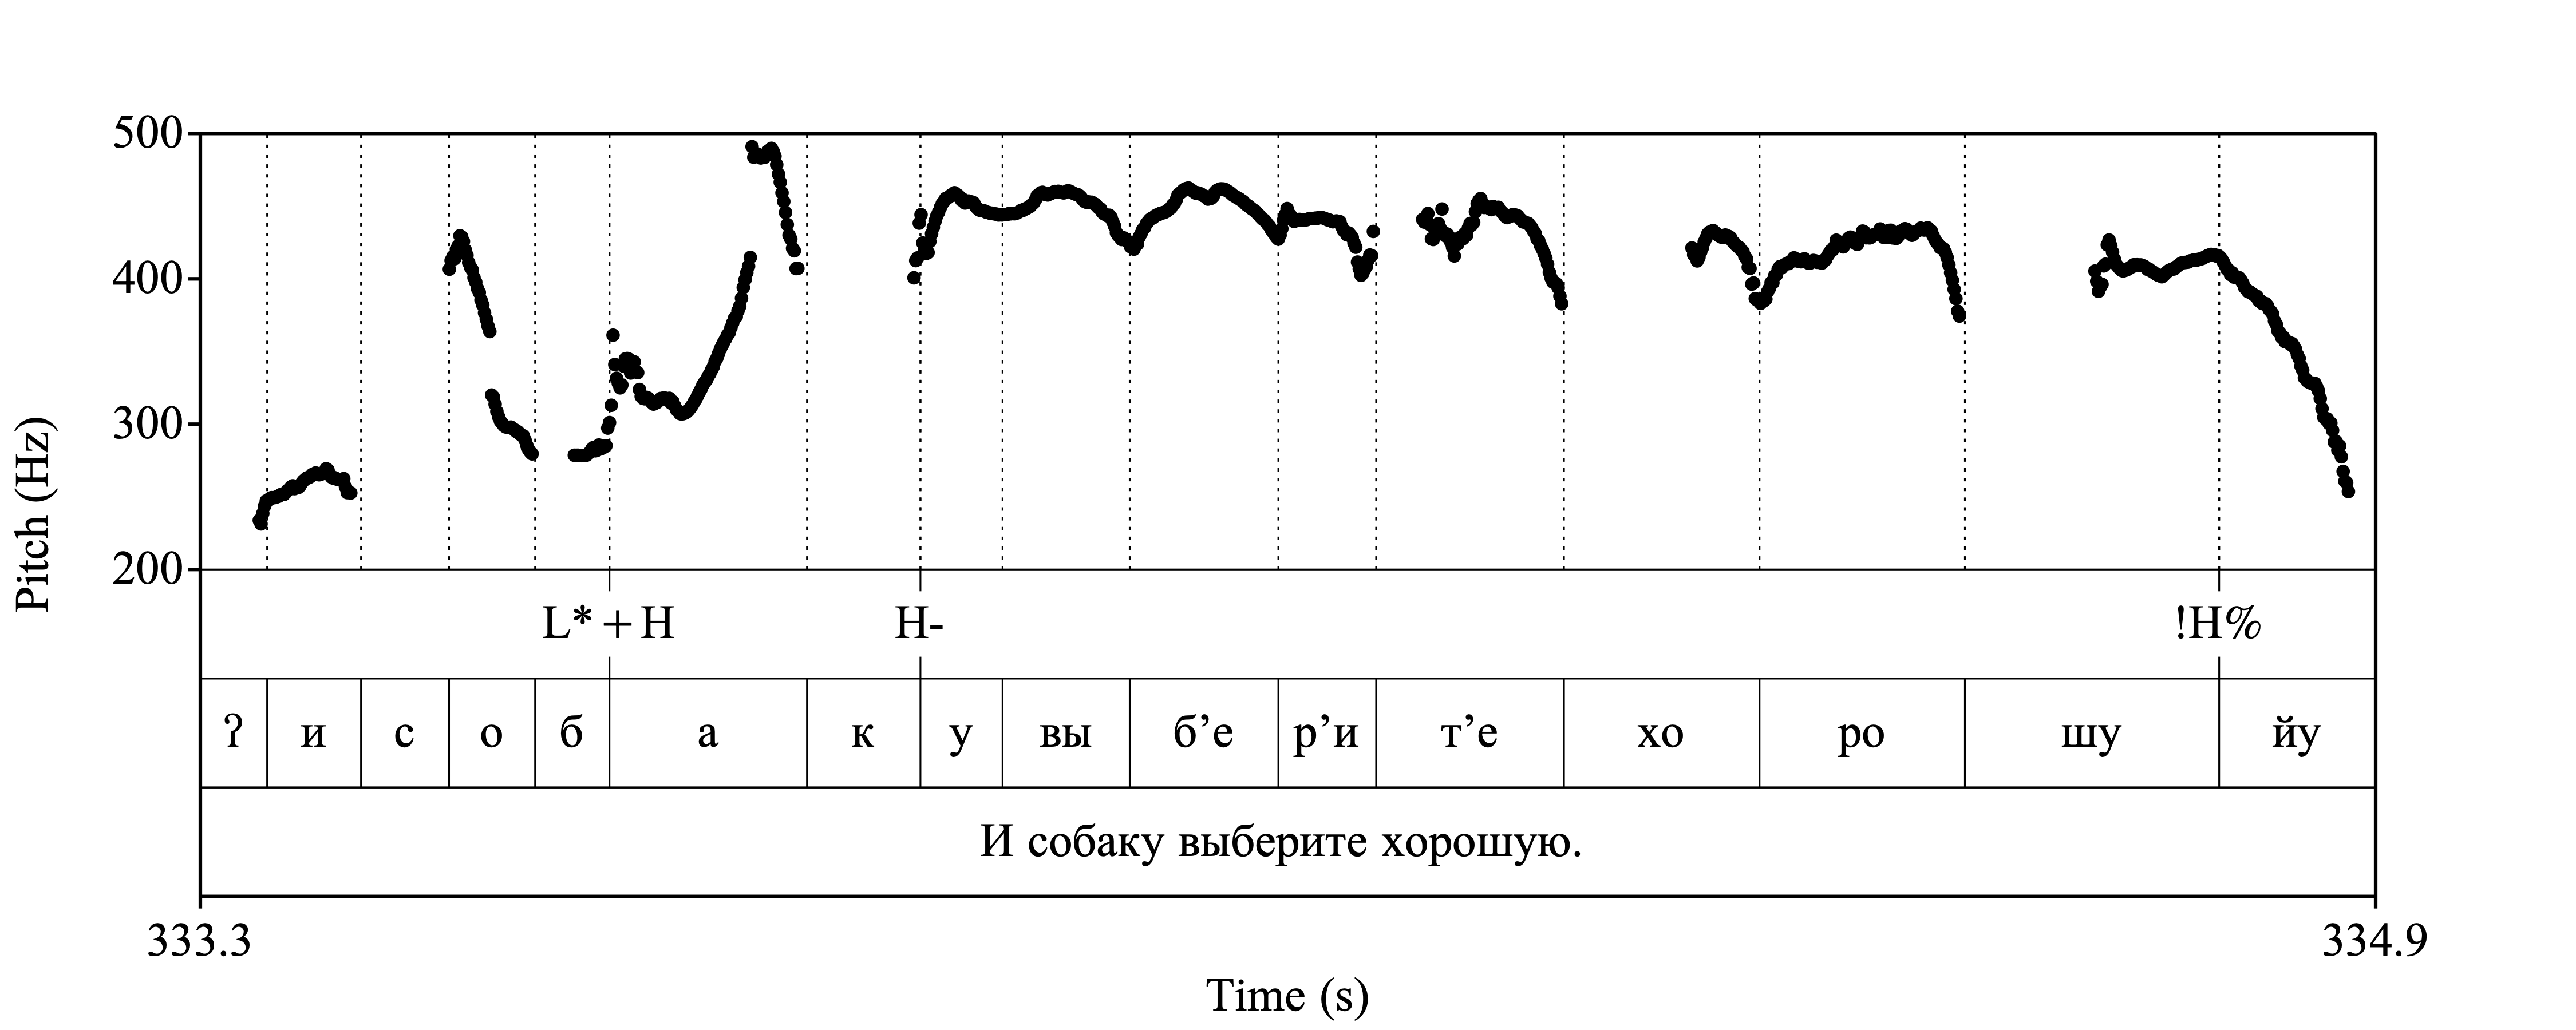 500
400
300
200
Pitch (Hz)
L*+H H- !H%
ʔ и с о б а к у вы б’е р’и т’е хо ро шу йу
И собаку выберите хорошую.
333.3 334.9
Time (s)